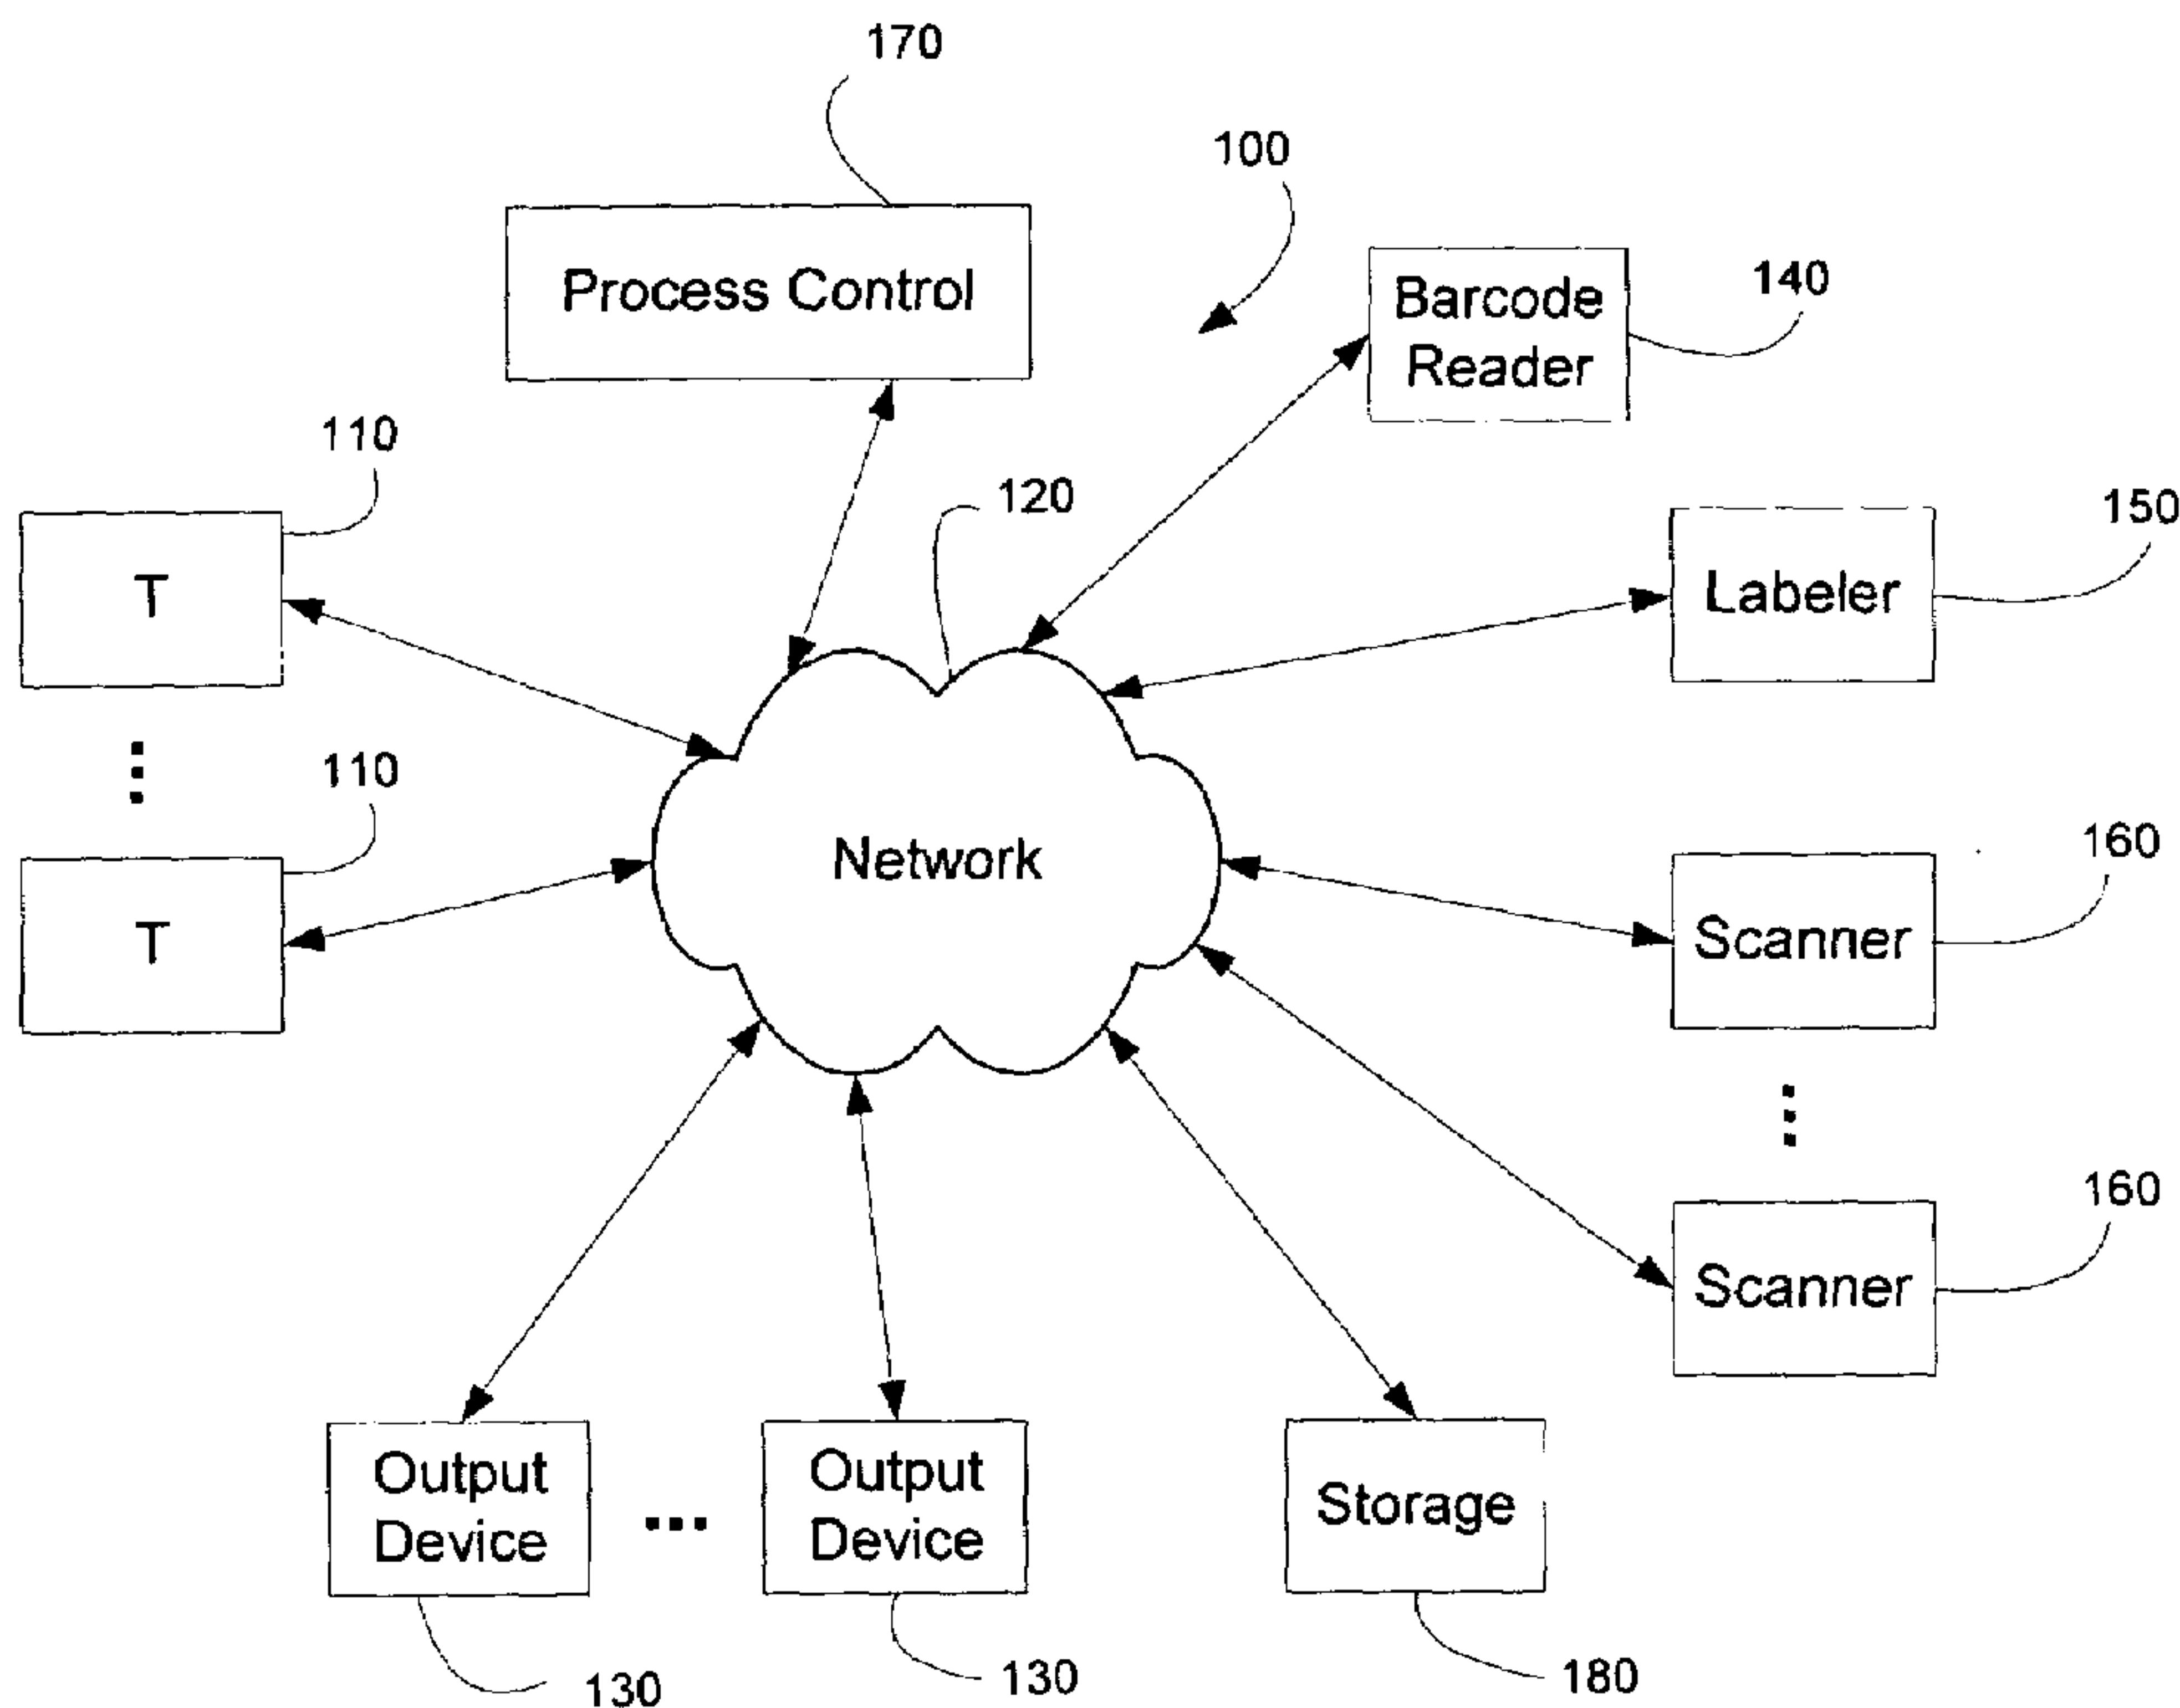 170
100
Process Control
Barcode
Reader
140
110
120
150
T
Labeler
110
160
Network
T
Scanner
160
Scanner
Output
Device
...
Output
Device
Storage
130
130
180